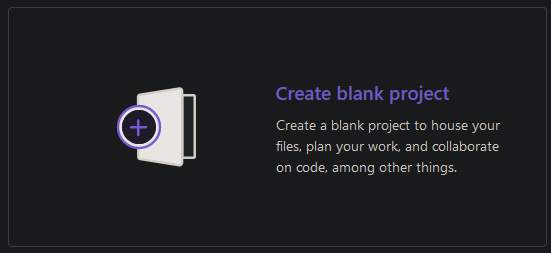 Create blank project
Create a blank project to house your
files, plan your work, and collaborate
on code, among other things.